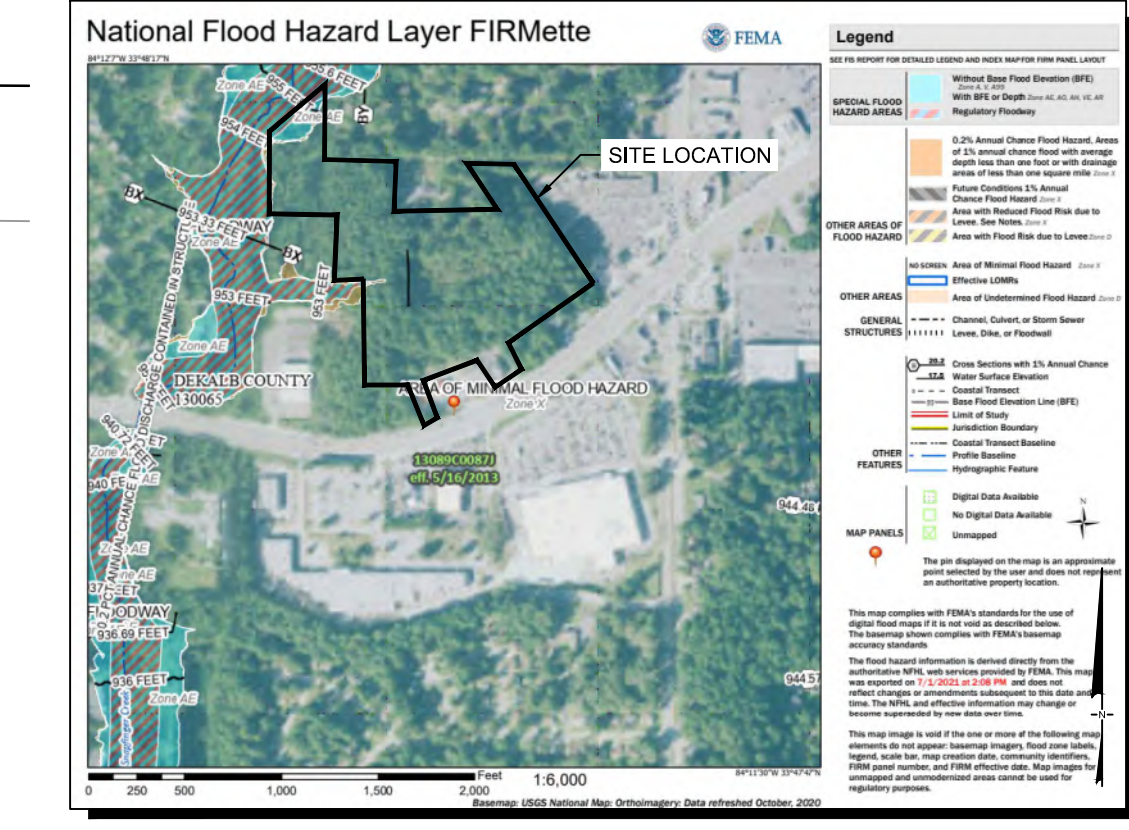 National Flood Hazard Layer FIRMette
FEMA
84°12'7"W 33°48'17"N
Zone AE
955 FEET
Zone AE
BY
954 FEE
SITE LOCATION
BX
953.33 FEET
Zone AE
BX
953 FEET
953 FEET
Zone AE
DEKALB COUNTY
130065
AREA OF MINIMAL FLOOD HAZARD
Zone X
13089C0087J
eff. 5/16/2013
940 FE
944.57
FLOODWAY
936.69 FEET
936 FEET
Zone AE
Snapfinger Creek
84°11'30"W 33°47'47"N
Feet
1:6,000
0 250 500 1,000 1,500 2,000
Basemap: USGS National Map: Orthoimagery: Data refreshed October, 2020
Legend
SEE FIS REPORT FOR DETAILED LEGEND AND INDEX MAP FOR FIRM PANEL LAYOUT
SPECIAL FLOOD
HAZARD AREAS
Without Base Flood Elevation (BFE)
Zone A, V, A99
With BFE or Depth Zone AE, AO, AH, VE, AR
Regulatory Floodway
OTHER AREAS OF
FLOOD HAZARD
0.2% Annual Chance Flood Hazard, Areas
of 1% annual chance flood with average
depth less than one foot or with drainage
areas of less than one square mile Zone X
Future Conditions 1% Annual
Chance Flood Hazard Zone X
Area with Reduced Flood Risk due to
Levee. See Notes. Zone X
Area with Flood Risk due to Levee Zone D
OTHER AREAS
NO SCREEN Area of Minimal Flood Hazard Zone X
Effective LOMRs
Area of Undetermined Flood Hazard Zone D
GENERAL
STRUCTURES
Channel, Culvert, or Storm Sewer
Levee, Dike, or Floodwall
OTHER
FEATURES
20.2 Cross Sections with 1% Annual Chance
17.5 Water Surface Elevation
Coastal Transect
Base Flood Elevation Line (BFE)
Limit of Study
Jurisdiction Boundary
Coastal Transect Baseline
Profile Baseline
Hydrographic Feature
MAP PANELS
Digital Data Available
No Digital Data Available
Unmapped
N
The pin displayed on the map is an approximate
point selected by the user and does not represent
an authoritative property location.
This map complies with FEMA's standards for the use of
digital flood maps if it is not void as described below.
The basemap shown complies with FEMA's basemap
accuracy standards
The flood hazard information is derived directly from the
authoritative NFHL web services provided by FEMA. This map
was exported on 7/1/2021 at 2:08 PM and does not
reflect changes or amendments subsequent to this date and
time. The NFHL and effective information may change or
become superseded by new data over time.
This map image is void if the one or more of the following map
elements do not appear: basemap imagery, flood zone labels,
legend, scale bar, map creation date, community identifiers,
FIRM panel number, and FIRM effective date. Map images for
unmapped and unmodernized areas cannot be used for
regulatory purposes.
N